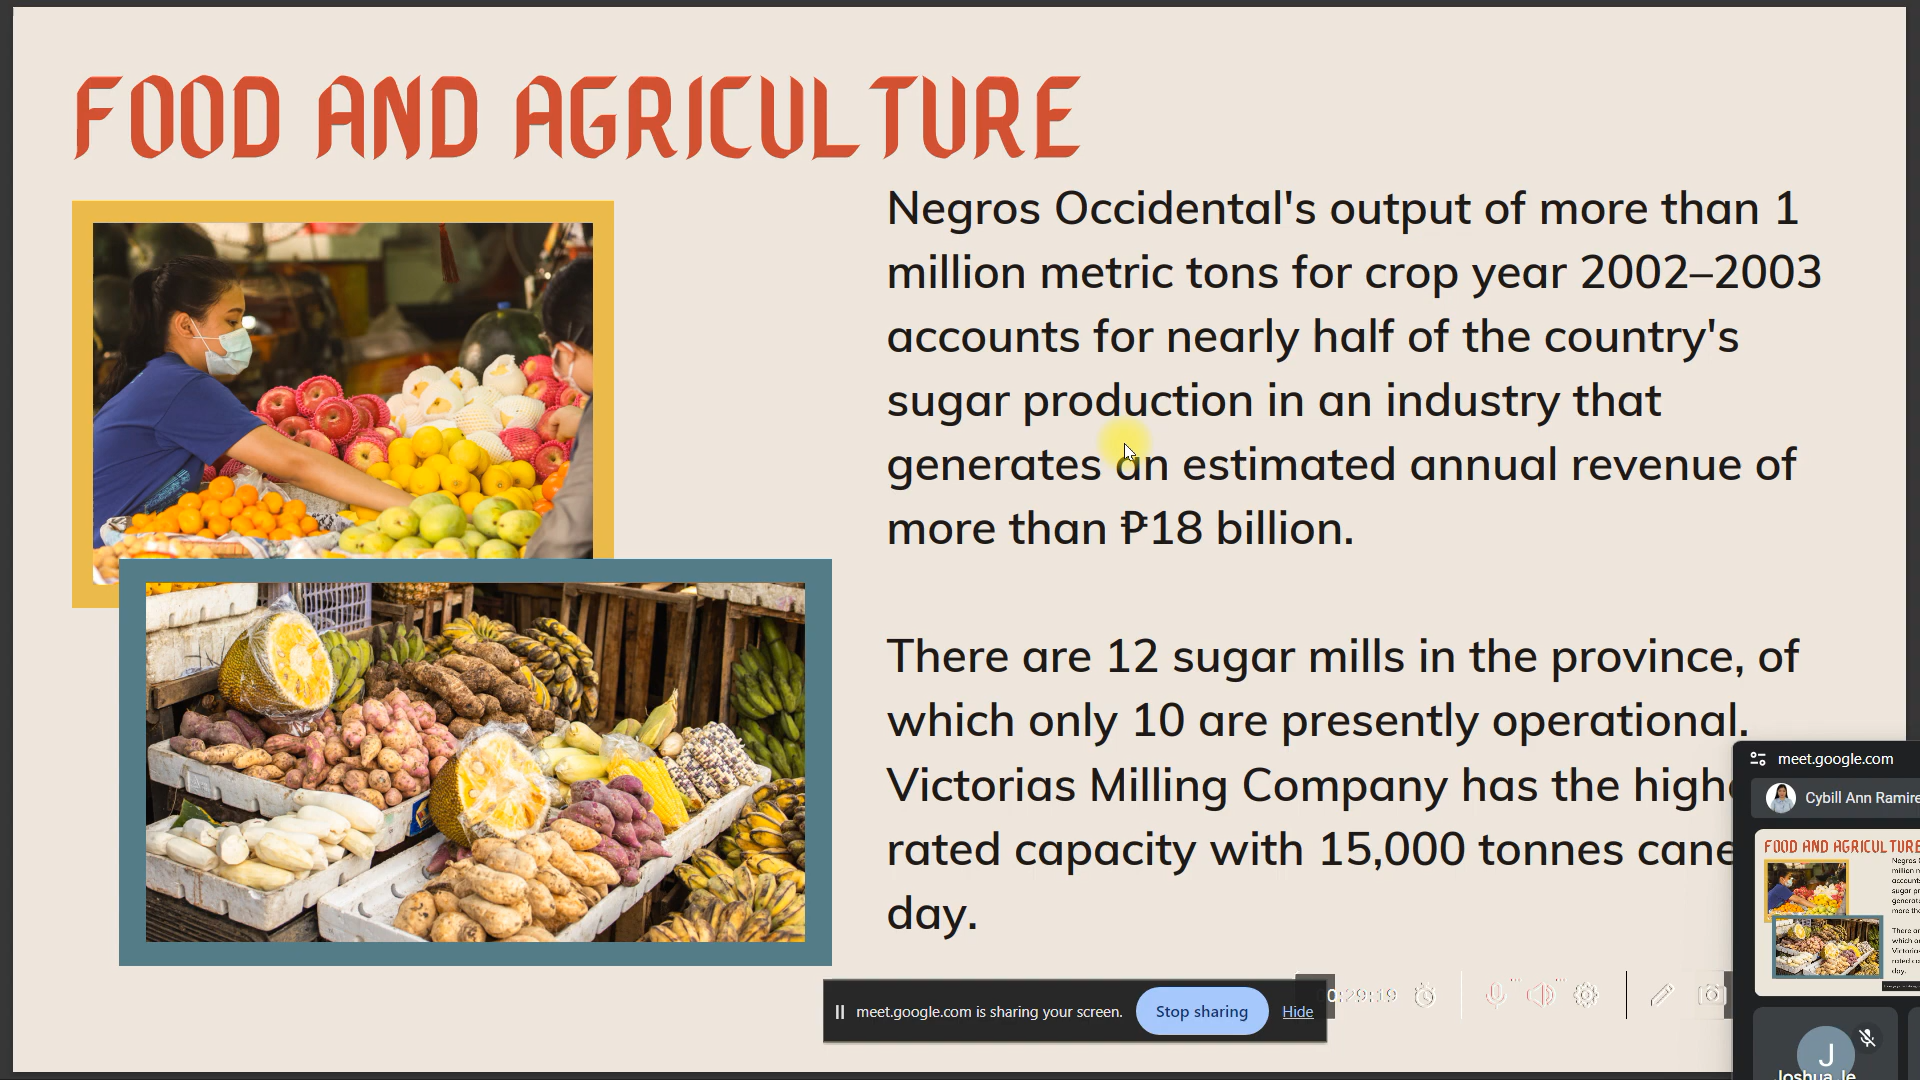 FOOD AND AGRICULTURE
Negros Occidental's output of more than 1
million metric tons for crop year 2002–2003
accounts for nearly half of the country's
sugar production in an industry that
generates an estimated annual revenue of
more than ₱18 billion.
There are 12 sugar mills in the province, of
which only 10 are presently operational.
Victorias Milling Company has the
rated capacity with 15,000 tonnes cane
day.
meet.google.com
Cybill Ann
FOOD AND AGRICULTURE
meet.google.com is sharing your screen.
Stop sharing
Hide
:29:19
J
Joshua